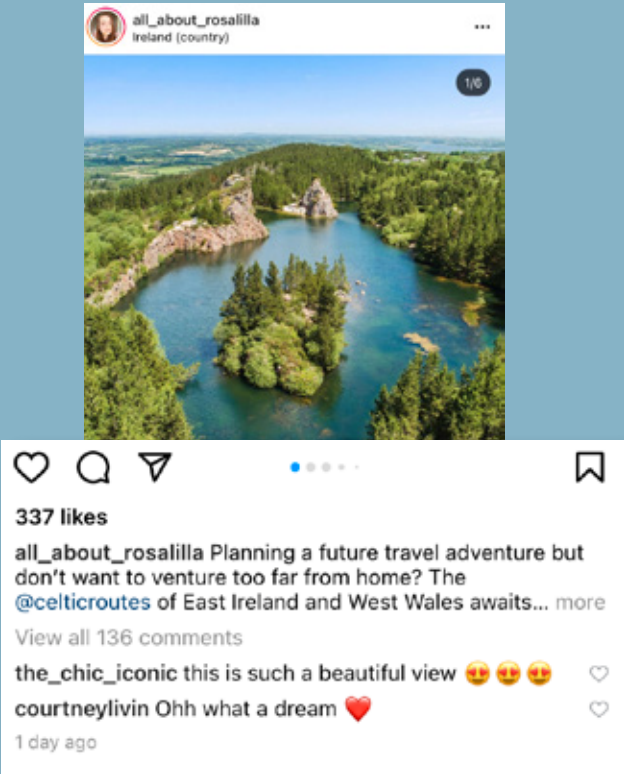 all_about_rosalilla
Ireland (country)
1/6
337 likes
all_about_rosalilla Planning a future travel adventure but
don't want to venture too far from home? The
@celticroutes of East Ireland and West Wales awaits... more
View all 136 comments
the_chic_iconic this is such a beautiful view 😍😍😍
courtneylivin Ohh what a dream ❤️
1 day ago